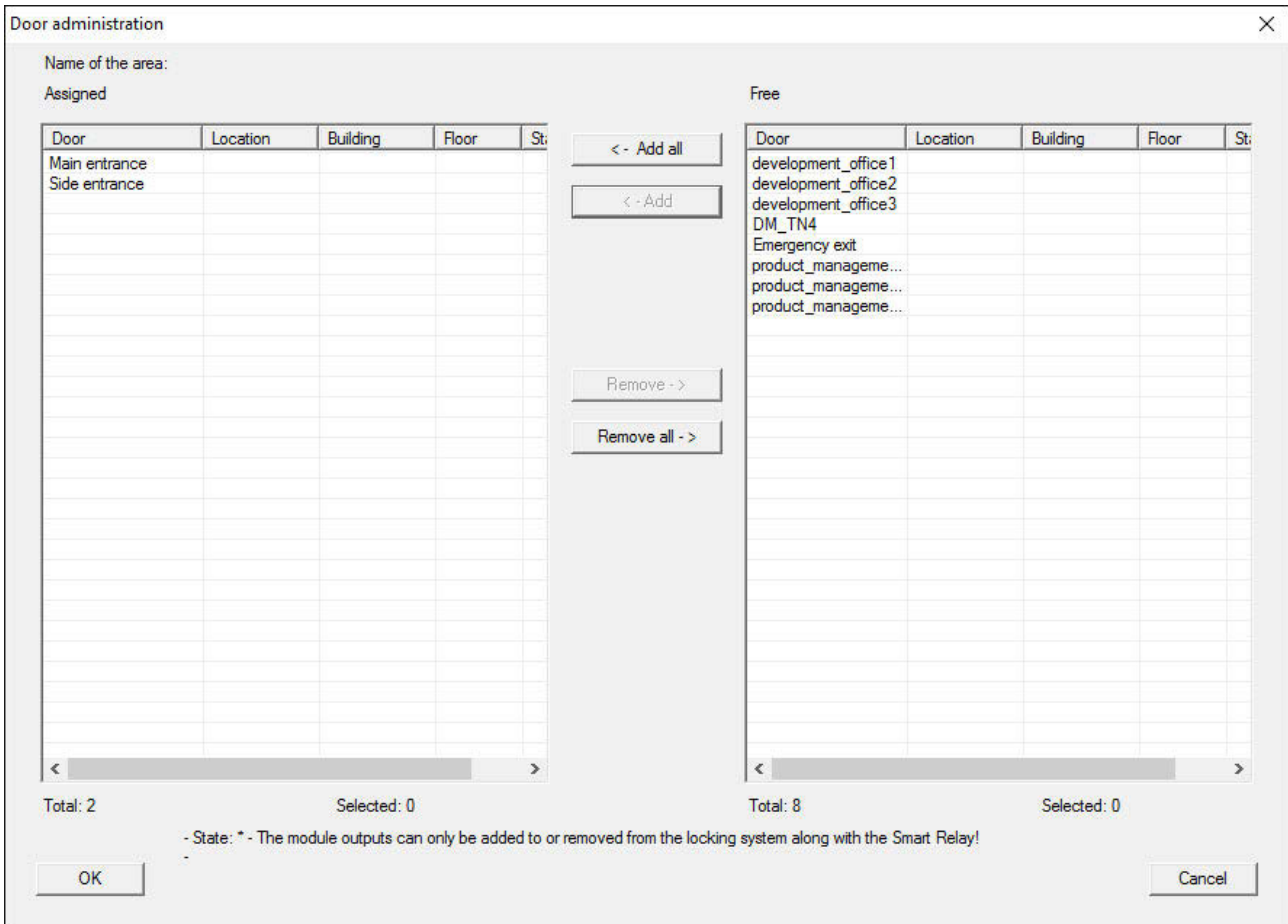 Door administration
Name of the area:
Assigned
Free
Door Location Building Floor Sta
Main entrance
Side entrance
<- Add all
<- Add
Remove ->
Remove all ->
Door Location Building Floor Sta
development_office1
development_office2
development_office3
DM_TN4
Emergency exit
product_manageme...
product_manageme...
product_manageme...
Total: 2 Selected: 0
Total: 8 Selected: 0
- State: * - The module outputs can only be added to or removed from the locking system along with the Smart Relay!
-
OK
Cancel